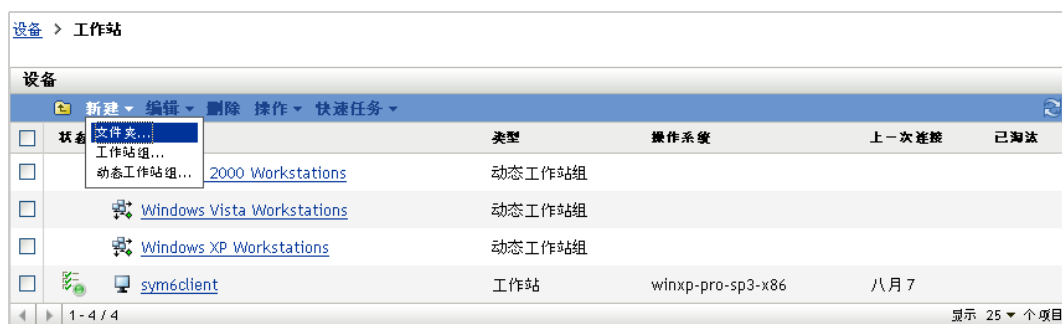 设备 > 工作站
设备
新建 编辑 删除 操作 快速任务
状 类型 操作系统 上一次连接 已淘汰
文件夹...
工作站组...
动态工作站组...
2000 Workstations 动态工作站组
Windows Vista Workstations 动态工作站组
Windows XP Workstations 动态工作站组
sym6client 工作站 winxp-pro-sp3-x86 八月 7
1 - 4 / 4 显示 25 个项目